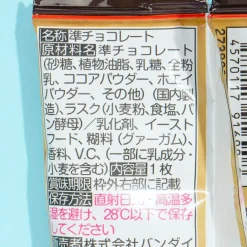 名称 準チョコレート
原材料名 準チョコレート
(砂糖、植物油脂、乳糖、全粉
乳、ココアパウダー、ホエイ
パウダー、その他)(国内製
造)、ラスク(小麦粉、食塩、パ
ン酵母)/乳化剤、イースト
フード、糊料(グァーガム)、
香料、V.C、(一部に乳成分・
小麦を含む) 内容量 1枚
賞味期限 枠外右部に記載
保存方法 直射日光・高温多
湿を避け、28℃以下で保存
してください
販売者 株式会社バンダイ